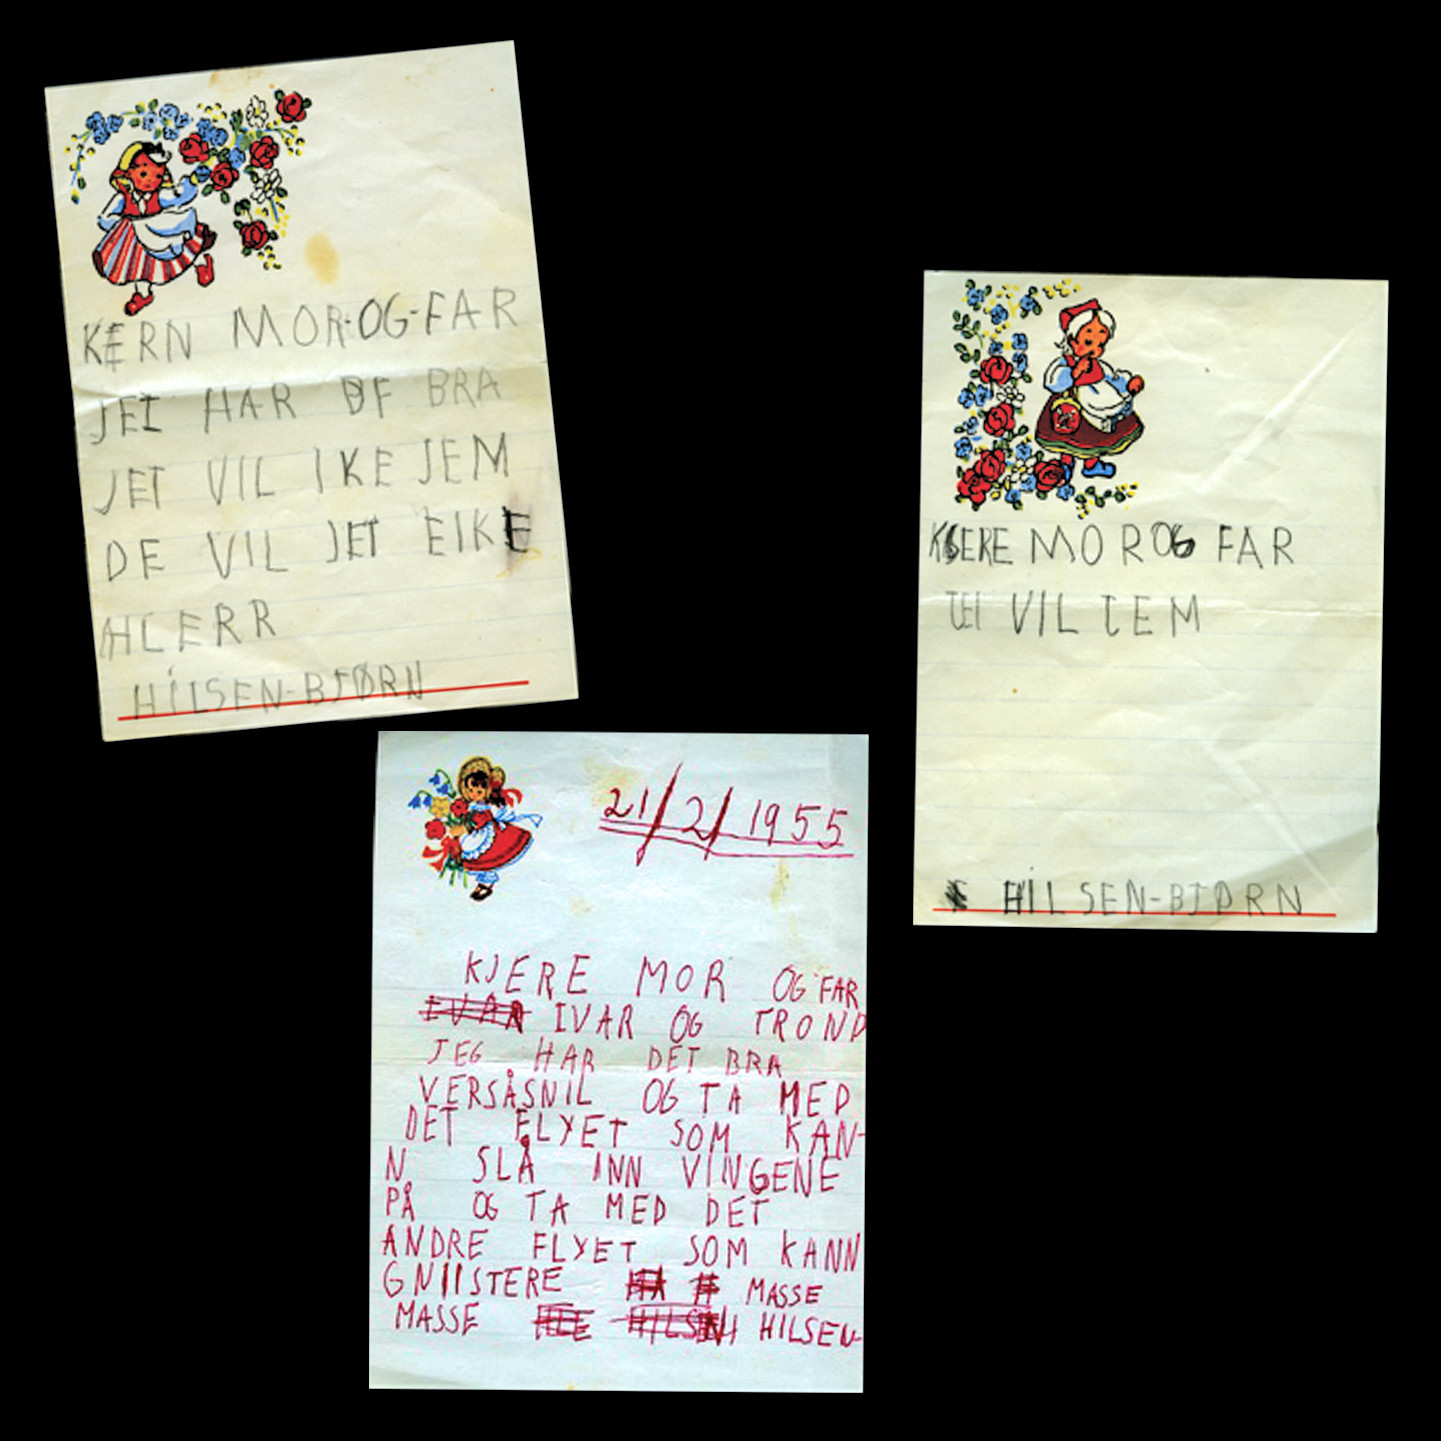 KERN MOR-OG-FAR
JEI HAR DF BRA
JET VIL IKE JEM
DE VIL JET EIKE
HLERR
HILSEN-BJØRN
KJERE MOR OG FAR
IVAR IVAR OG TROND
JEG HAR DET BRA
VERSÅSNIL OG TA MED
DET FLYET SOM KAN-
N SLÅ INN VINGENE
PÅ OG TA MED DET
ANDRE FLYET SOM KANN
GNIISTERE MASSE
MASSE HILSEN HILSEN-
21/2/1955
KJERE MOR OG FAR
VIL JEM
HILSEN-BJØRN